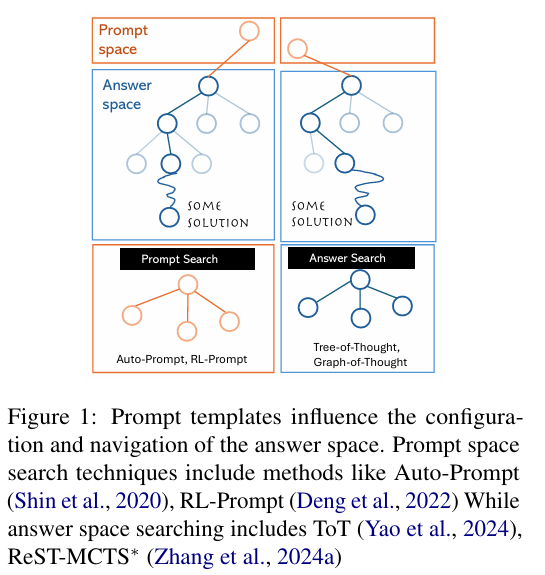 Prompt
space
Answer
space
SOME
SOLUTION
SOME
SOLUTION
Prompt Search
Auto-Prompt, RL-Prompt
Answer Search
Tree-of-Thought,
Graph-of-Thought
Figure 1: Prompt templates influence the configura-
tion and navigation of the answer space. Prompt space
search techniques include methods like Auto-Prompt
(Shin et al., 2020), RL-Prompt (Deng et al., 2022) While
answer space searching includes ToT (Yao et al., 2024),
ReST-MCTS* (Zhang et al., 2024a)